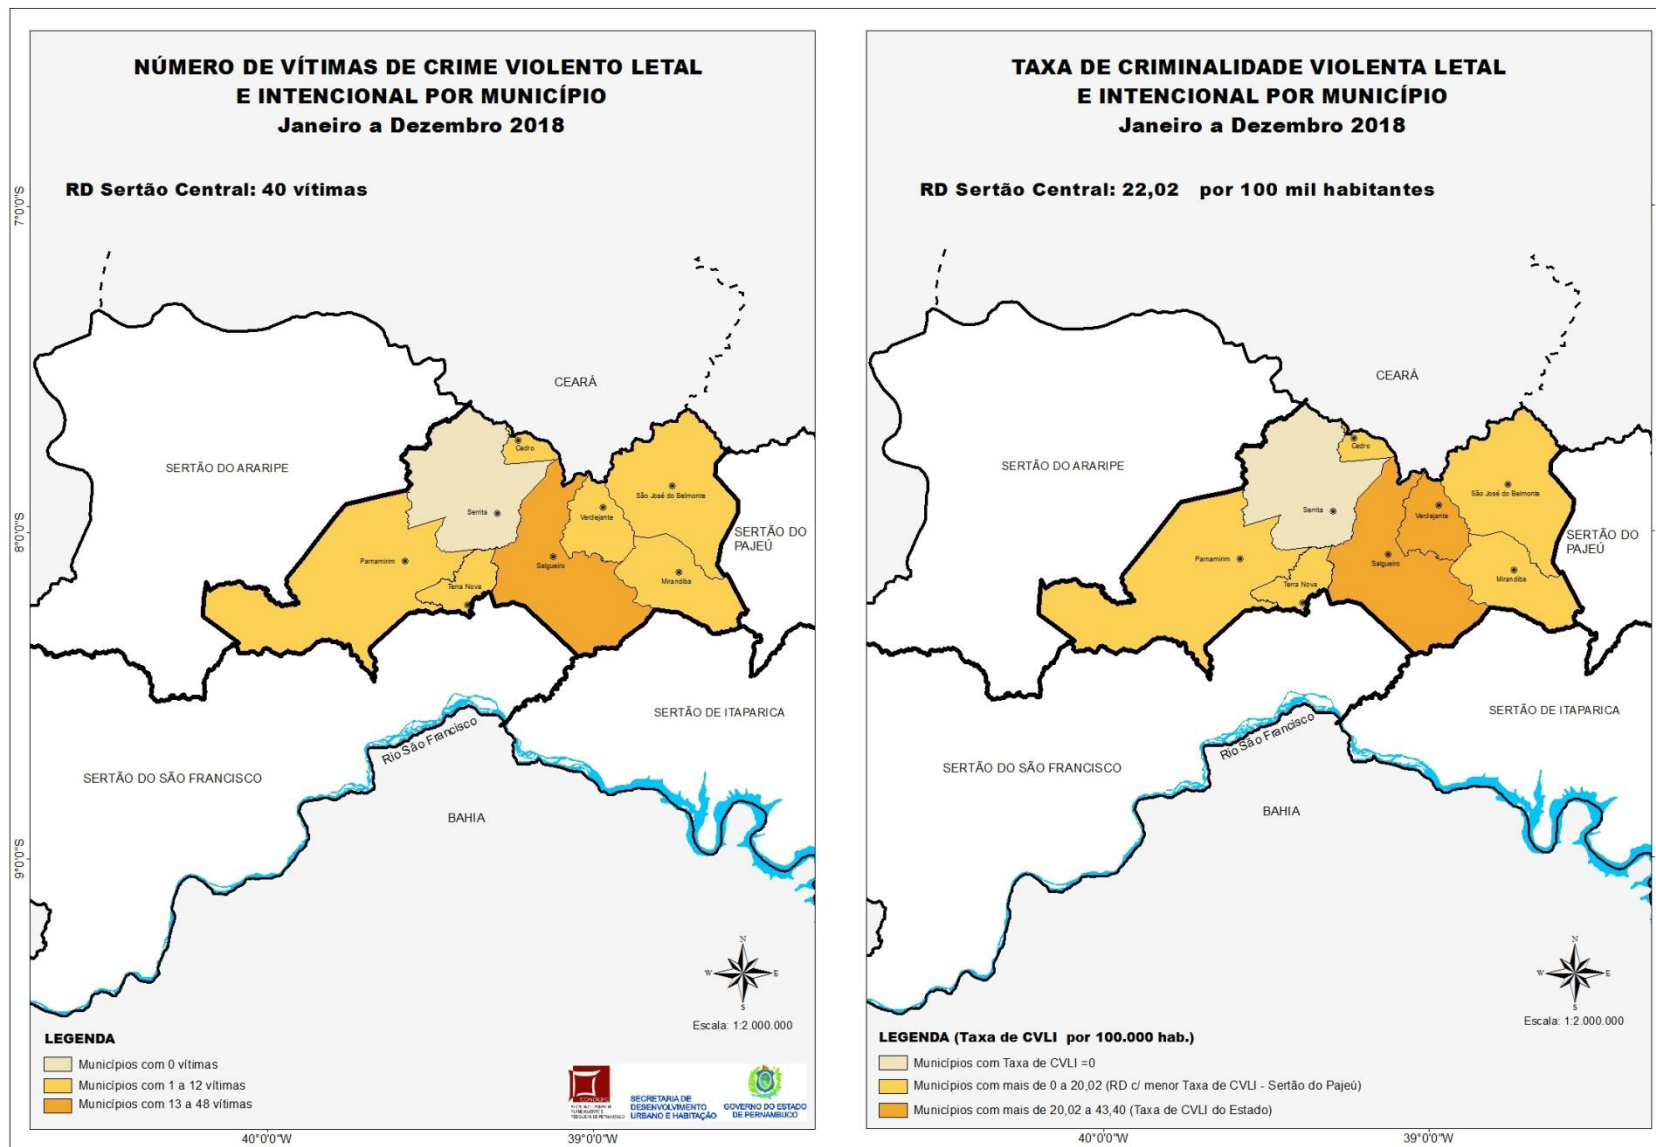 NÚMERO DE VÍTIMAS DE CRIME VIOLENTO LETAL
E INTENCIONAL POR MUNICÍPIO
Janeiro a Dezembro 2018
RD Sertão Central: 40 vítimas
7°0'0"S
8°0'0"S
9°0'0"S
CEARÁ
SERTÃO DO ARARIPE
Cedro
São José do Belmonte
Serrita
Verdejante
SERTÃO DO
PAJEÚ
Parnamirim
Salgueiro
Mirandiba
Terra Nova
SERTÃO DE ITAPARICA
Rio São Francisco
SERTÃO DO SÃO FRANCISCO
BAHIA
N
W
E
S
Escala: 1:2.000.000
LEGENDA
Municípios com 0 vítimas
Municípios com 1 a 12 vítimas
Municípios com 13 a 48 vítimas
SECRETARIA DE
DESENVOLVIMENTO
URBANO E HABITAÇÃO
GOVERNO DO ESTADO
DE PERNAMBUCO
40°0'0"W
39°0'0"W
TAXA DE CRIMINALIDADE VIOLENTA LETAL
E INTENCIONAL POR MUNICÍPIO
Janeiro a Dezembro 2018
RD Sertão Central: 22,02 por 100 mil habitantes
CEARÁ
SERTÃO DO ARARIPE
Cedro
São José do Belmonte
Serrita
Verdejante
SERTÃO DO
PAJEÚ
Parnamirim
Salgueiro
Mirandiba
Terra Nova
SERTÃO DE ITAPARICA
Rio São Francisco
SERTÃO DO SÃO FRANCISCO
BAHIA
N
W
E
S
Escala: 1:2.000.000
LEGENDA (Taxa de CVLI por 100.000 hab.)
Municípios com Taxa de CVLI =0
Municípios com mais de 0 a 20,02 (RD c/ menor Taxa de CVLI - Sertão do Pajeú)
Municípios com mais de 20,02 a 43,40 (Taxa de CVLI do Estado)
40°0'0"W
39°0'0"W